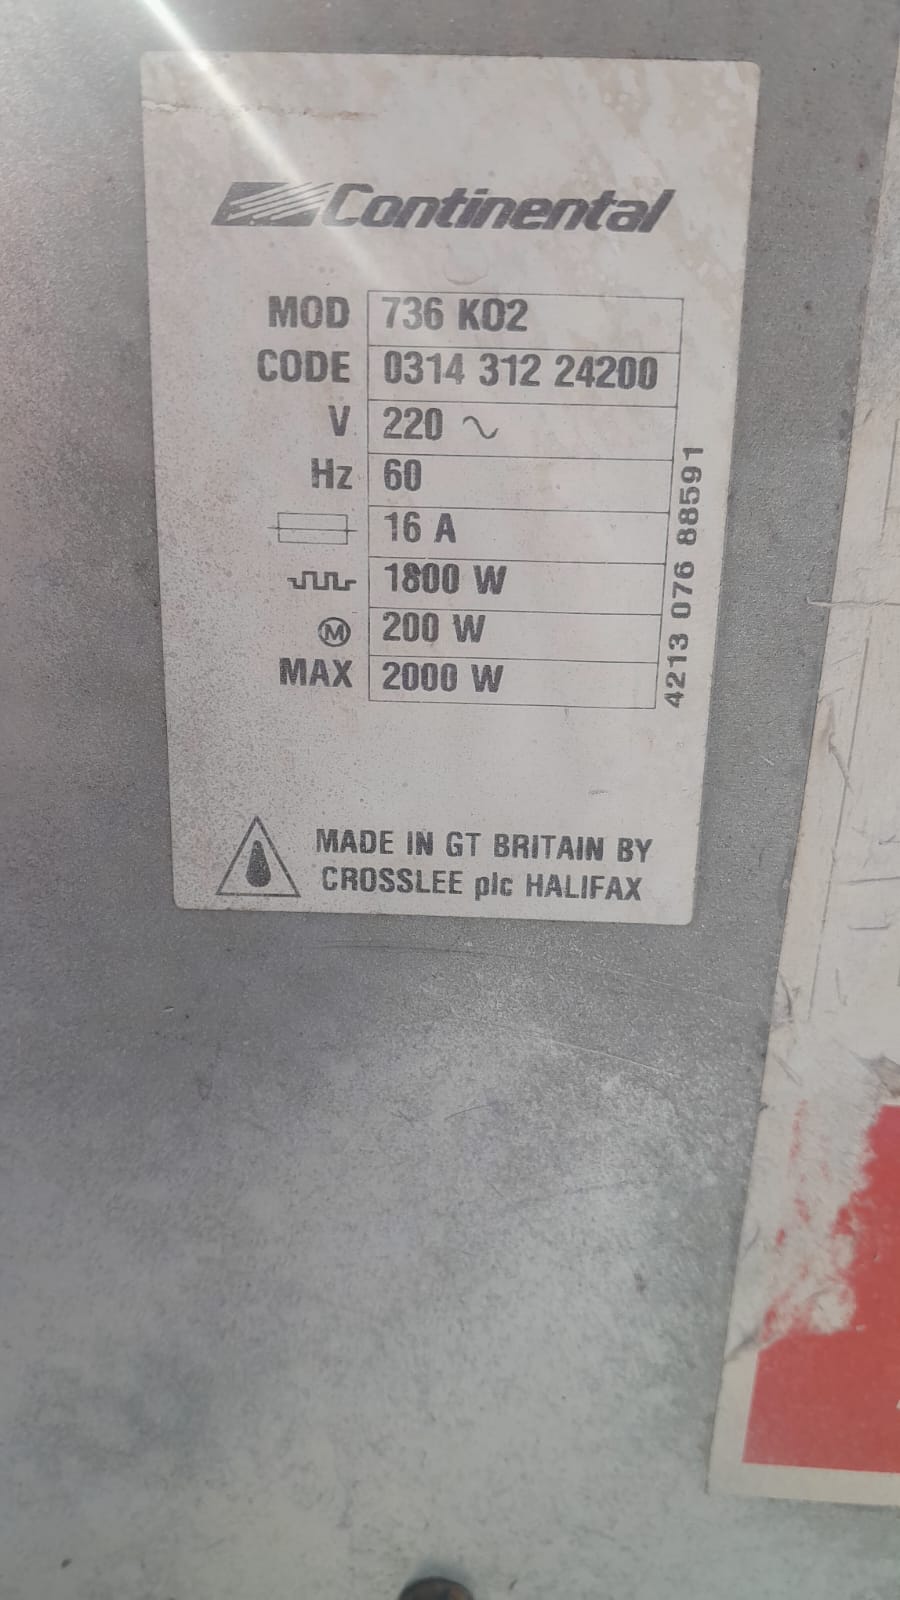 Continental
MOD 736 K02
CODE 0314 312 24200
V 220 ~
Hz 60
16 A
1800 W
M 200 W
MAX 2000 W
4213 076 88591
MADE IN GT BRITAIN BY
CROSSLEE plc HALIFAX